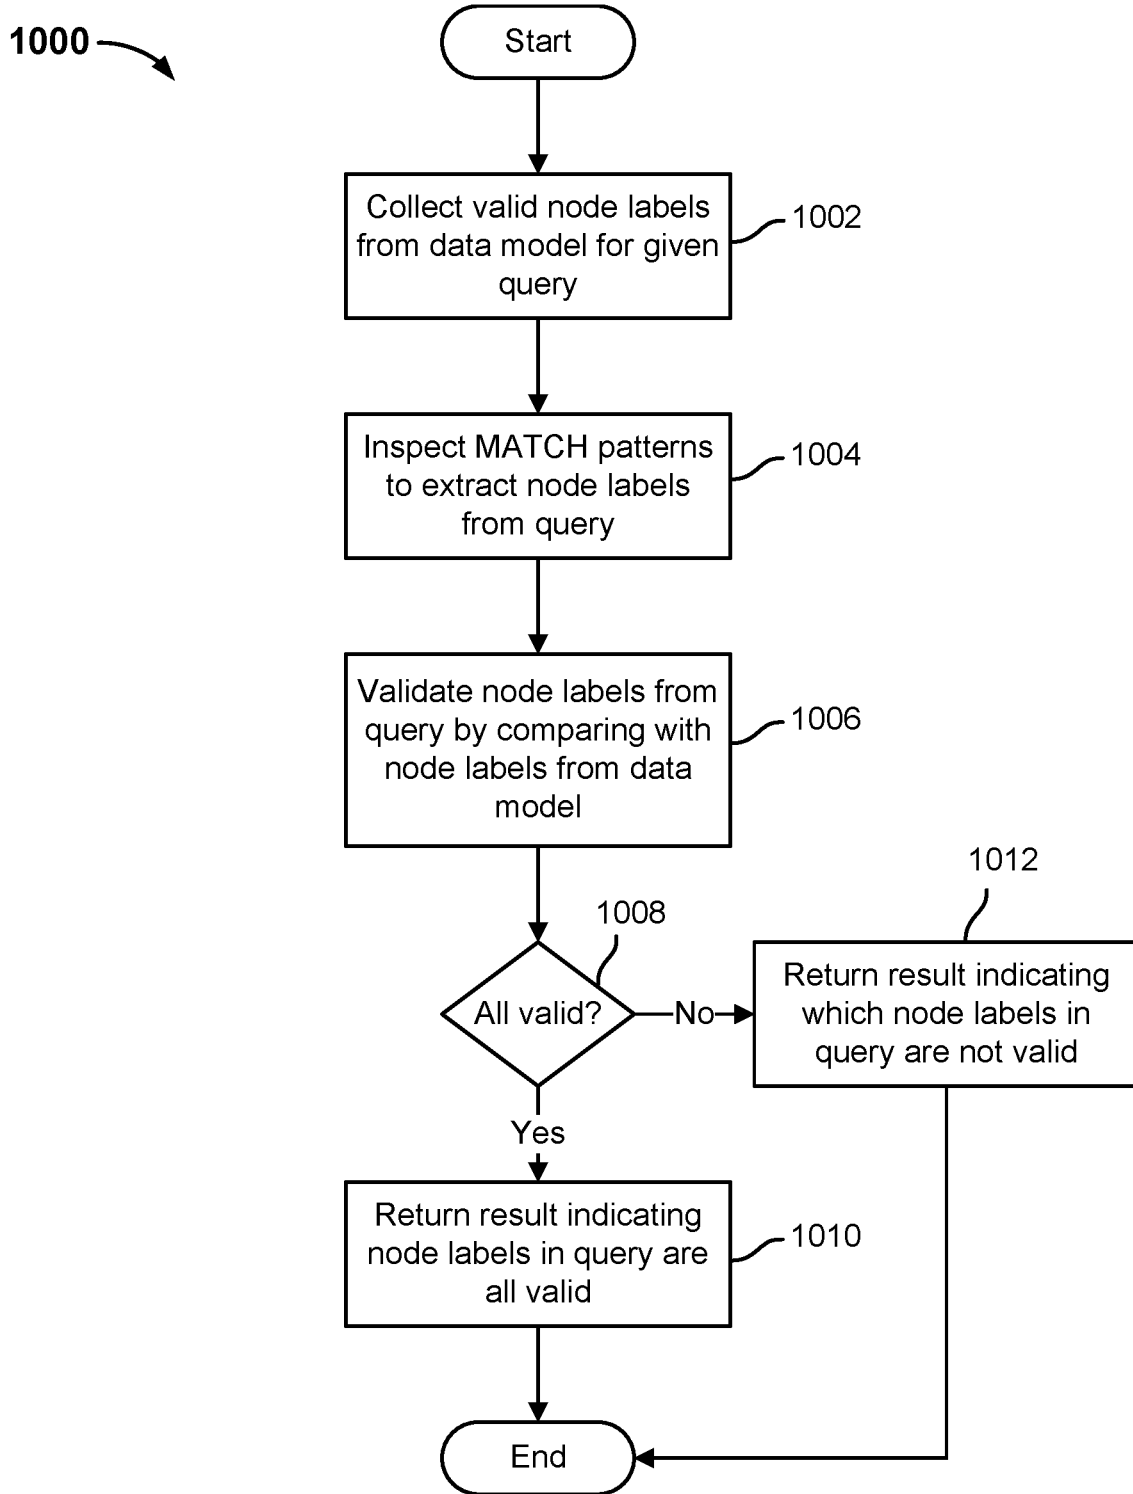 1000
Start
Collect valid node labels
from data model for given
query
1002
Inspect MATCH patterns
to extract node labels
from query
1004
Validate node labels from
query by comparing with
node labels from data
model
1006
1008
All valid?
No
1012
Return result indicating
which node labels in
query are not valid
Yes
Return result indicating
node labels in query are
all valid
1010
End